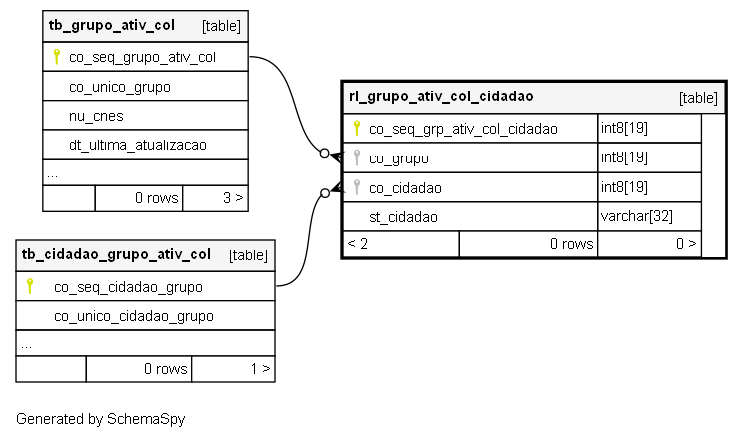 tb_grupo_ativ_col [table]
co_seq_grupo_ativ_col
co_unico_grupo
nu_cnes
dt_ultima_atualizacao
...
0 rows 3 >
rl_grupo_ativ_col_cidadao [table]
co_seq_grp_ativ_col_cidadao int8[19]
co_grupo int8[19]
co_cidadao int8[19]
st_cidadao varchar[32]
< 2 0 rows 0 >
tb_cidadao_grupo_ativ_col [table]
co_seq_cidadao_grupo
co_unico_cidadao_grupo
...
0 rows 1 >
Generated by SchemaSpy